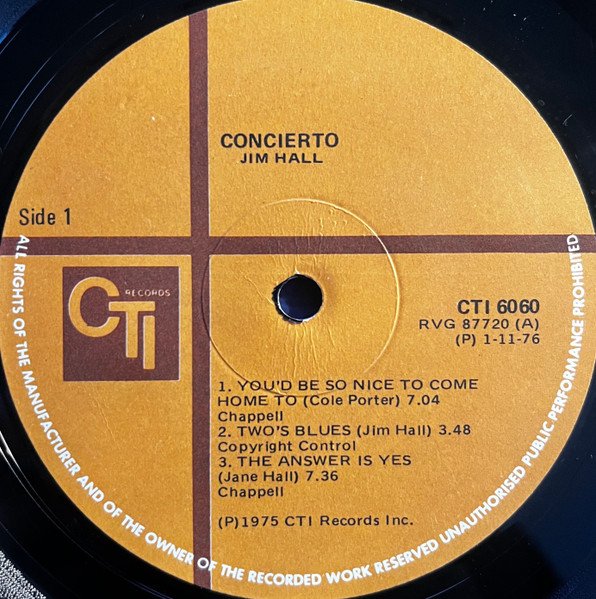 CONCIERTO
JIM HALL
Side 1
CTI
RECORDS
CTI 6060
RVG 87720 (A)
(P) 1-11-76
1. YOU'D BE SO NICE TO COME
HOME TO (Cole Porter) 7.04
Chappell
2. TWO'S BLUES (Jim Hall) 3.48
Copyright Control
3. THE ANSWER IS YES
(Jane Hall) 7.36
Chappell
(P)1975 CTI Records Inc.
ALL RIGHTS OF THE MANUFACTURER AND OF THE OWNER OF THE RECORDED WORK RESERVED UNAUTHORISED PUBLIC PERFORMANCE PROHIBITED